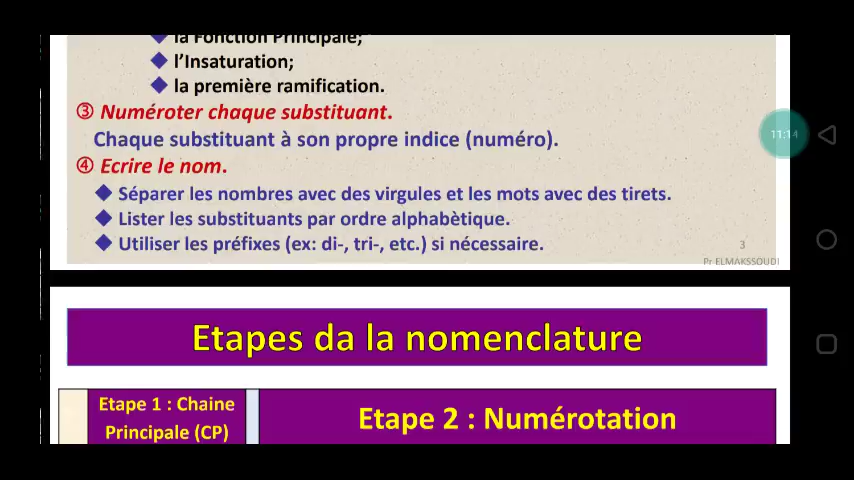 la Fonction Principale;
l'Insaturation;
la première ramification.
③ Numéroter chaque substituant.
Chaque substituant à son propre indice (numéro).
④ Ecrire le nom.
Séparer les nombres avec des virgules et les mots avec des tirets.
Lister les substituants par ordre alphabètique.
Utiliser les préfixes (ex: di-, tri-, etc.) si nécessaire.
3
Pr ELMAKSSOUDI
11:14
Etapes da la nomenclature
Etape 1 : Chaine
Principale (CP)
Etape 2 : Numérotation